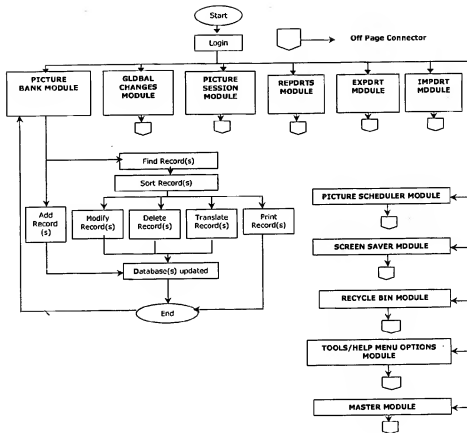 Start
Login
Off Page Connector
PICTURE
BANK MODULE
GLOBAL
CHANGES MODULE
PICTURE
SESSION
MODULE
REPORTS
MODULE
EXPORT
MODULE
IMPORT
MODULE
Find Record(s)
Sort Record(s)
Add
Record
(s)
Modify
Record(s)
Delete
Record(s)
Translate
Record(s)
Print
Record(s)
Database(s) updated
End
PICTURE SCHEDULER MODULE
SCREEN SAVER MODULE
RECYCLE BIN MODULE
TOOLS/HELP MENU OPTIONS
MODULE
MASTER MODULE